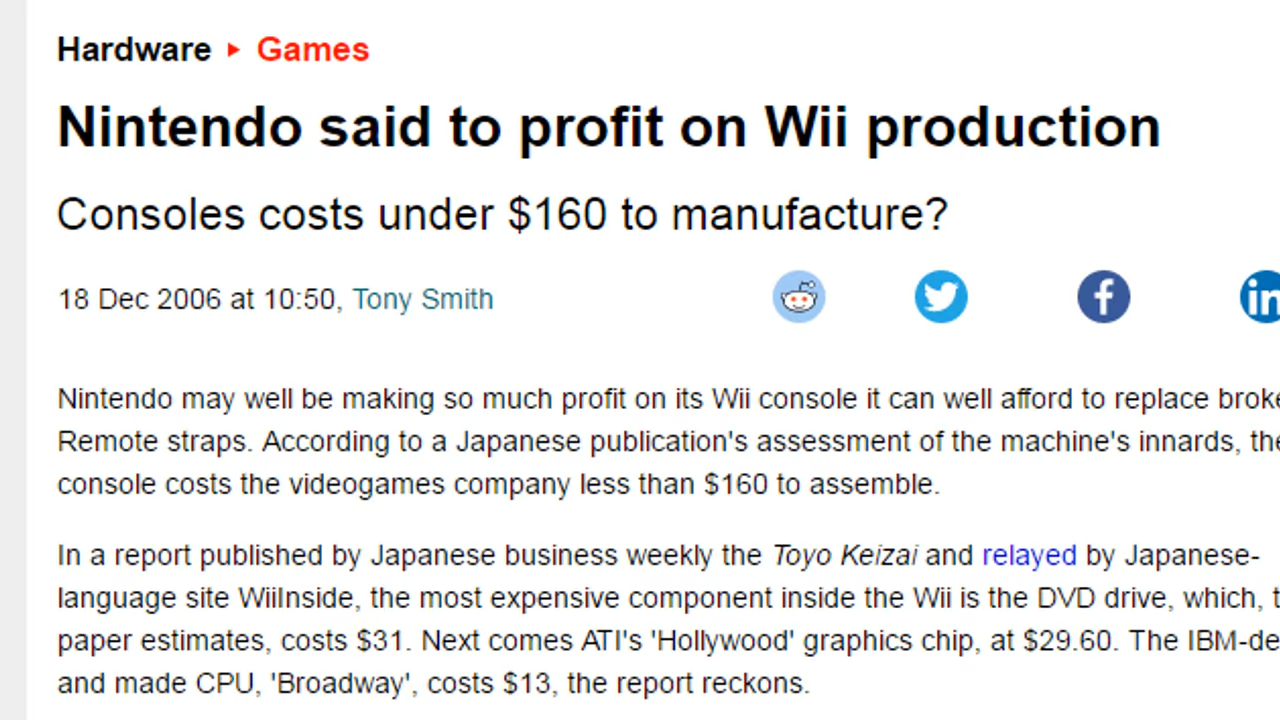 Hardware ▸ Games
Nintendo said to profit on Wii production
Consoles costs under $160 to manufacture?
18 Dec 2006 at 10:50, Tony Smith
in
Nintendo may well be making so much profit on its Wii console it can well afford to replace
Remote straps. According to a Japanese publication's assessment of the machine's innards,
console costs the videogames company less than $160 to assemble.
In a report published by Japanese business weekly the Toyo Keizai and relayed by Japanese-
language site WiiInside, the most expensive component inside the Wii is the DVD drive, which,
paper estimates, costs $31. Next comes ATI's 'Hollywood' graphics chip, at $29.60. The
and made CPU, 'Broadway', costs $13, the report reckons.